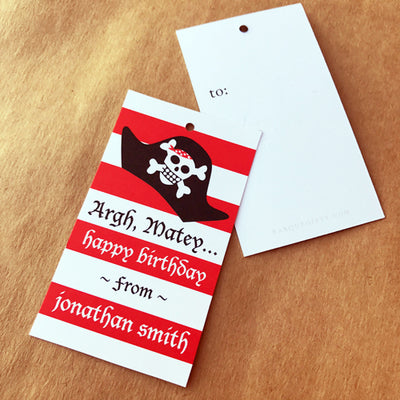 Argh, Matey...
happy birthday
~ from ~
jonathan smith
to: